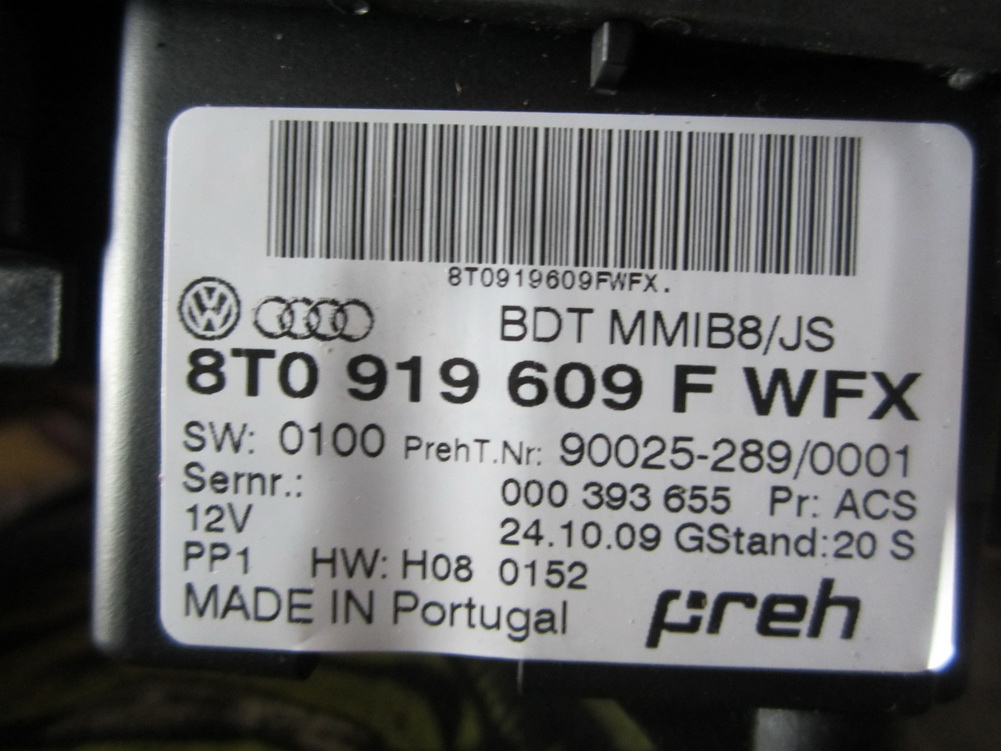 8T0919609FWFX.
BDT MMIB8/JS
8T0 919 609 F WFX
SW: 0100 PrehT.Nr: 90025-289/0001
Sernr.: 000 393 655 Pr: ACS
12V 24.10.09 GStand:20 S
PP1 HW: H08 0152
MADE IN Portugal preh